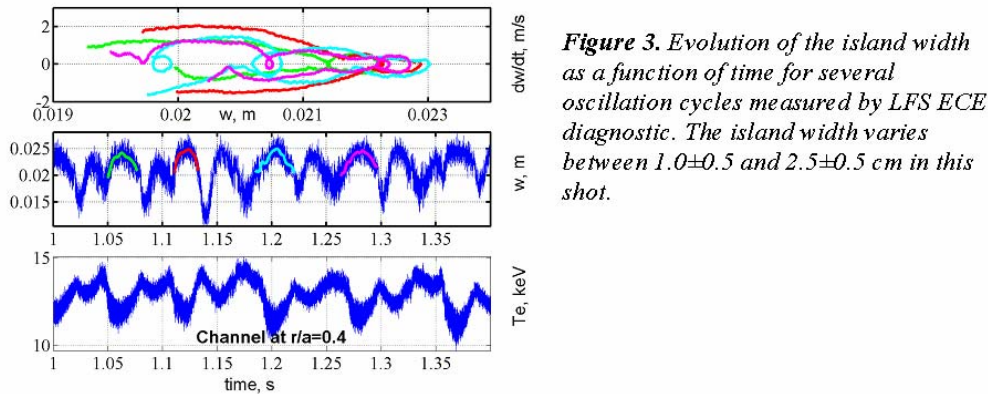 2
0
-2
dw/dt, m/s
0.019
0.02
w, m
0.021
0.023
0.025
0.02
0.015
w, m
1
1.05
1.1
1.15
1.2
1.25
1.3
1.35
15
10
Te, keV
Channel at r/a=0.4
1
1.05
1.1
1.15
1.2
1.25
1.3
1.35
time, s
Figure 3. Evolution of the island width
as a function of time for several
oscillation cycles measured by LFS ECE
diagnostic. The island width varies
between 1.0±0.5 and 2.5±0.5 cm in this
shot.